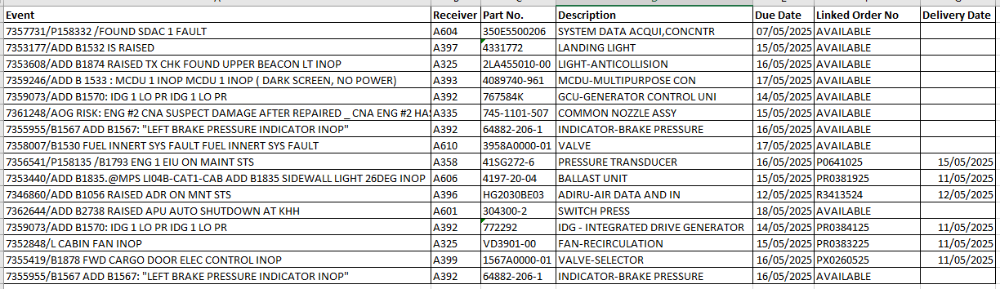 Event Receiver Part No. Description Due Date Linked Order No Delivery Date
7357731/P158332 /FOUND SDAC 1 FAULT A604 350E5500206 SYSTEM DATA ACQUI,CONCNTR 07/05/2025 AVAILABLE
7353177/ADD B1532 IS RAISED A397 4331772 LANDING LIGHT 15/05/2025 AVAILABLE
7353608/ADD B1874 RAISED TX CHK FOUND UPPER BEACON LT INOP A325 2LA455010-00 LIGHT-ANTICOLLISION 16/05/2025 AVAILABLE
7359246/ADD B 1533 : MCDU 1 INOP MCDU 1 INOP ( DARK SCREEN, NO POWER) A393 4089740-961 MCDU-MULTIPURPOSE CON 17/05/2025 AVAILABLE
7359073/ADD B1570: IDG 1 LO PR IDG 1 LO PR A392 767584K GCU-GENERATOR CONTROL UNI 14/05/2025 AVAILABLE
7361248/AOG RISK: ENG #2 CNA SUSPECT DAMAGE AFTER REPAIRED _ CNA ENG #2 HAS A335 745-1101-507 COMMON NOZZLE ASSY 15/05/2025 AVAILABLE
7355955/B1567 ADD B1567: "LEFT BRAKE PRESSURE INDICATOR INOP" A392 64882-206-1 INDICATOR-BRAKE PRESSURE 16/05/2025 AVAILABLE
7358007/B1530 FUEL INNERT SYS FAULT FUEL INNERT SYS FAULT A610 3958A0000-01 VALVE 17/05/2025 AVAILABLE
7356541/P158135 /B1793 ENG 1 EIU ON MAINT STS A358 41SG272-6 PRESSURE TRANSDUCER 16/05/2025 P0641025 15/05/2025
7353440/ADD B1835.@MPS LI04B-CAT1-CAB ADD B1835 SIDEWALL LIGHT 26DEG INOP A606 4197-20-04 BALLAST UNIT 15/05/2025 PR0381925 11/05/2025
7346860/ADD B1056 RAISED ADR ON MNT STS A396 HG2030BE03 ADIRU-AIR DATA AND IN 12/05/2025 R3413524 12/05/2025
7362644/ADD B2738 RAISED APU AUTO SHUTDOWN AT KHH A601 304300-2 SWITCH PRESS 18/05/2025 AVAILABLE
7359073/ADD B1570: IDG 1 LO PR IDG 1 LO PR A392 772292 IDG - INTEGRATED DRIVE GENERATOR 14/05/2025 PR0384125 11/05/2025
7352848/L CABIN FAN INOP A325 VD3901-00 FAN-RECIRCULATION 15/05/2025 PR0383225 11/05/2025
7355419/B1878 FWD CARGO DOOR ELEC CONTROL INOP A399 1567A0000-01 VALVE-SELECTOR 16/05/2025 PX0260525 11/05/2025
7355955/B1567 ADD B1567: "LEFT BRAKE PRESSURE INDICATOR INOP" A392 64882-206-1 INDICATOR-BRAKE PRESSURE 16/05/2025 AVAILABLE